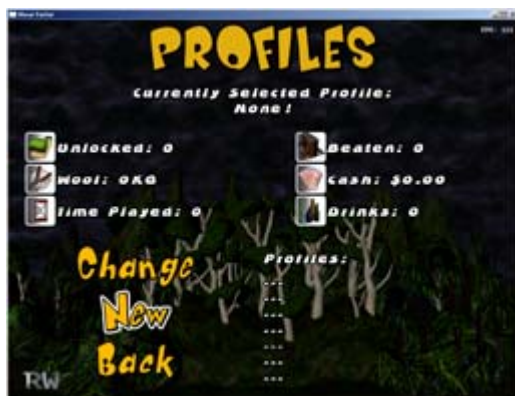 PROFILES
Currently Selected Profile:
None!
Unlocked: 0
Beaten: 0
Wool: 0KG
Cash: $0.00
Time Played: 0
Drinks: 0
Change
Profiles:
...
...
New
...
...
...
Back
...
...
RW